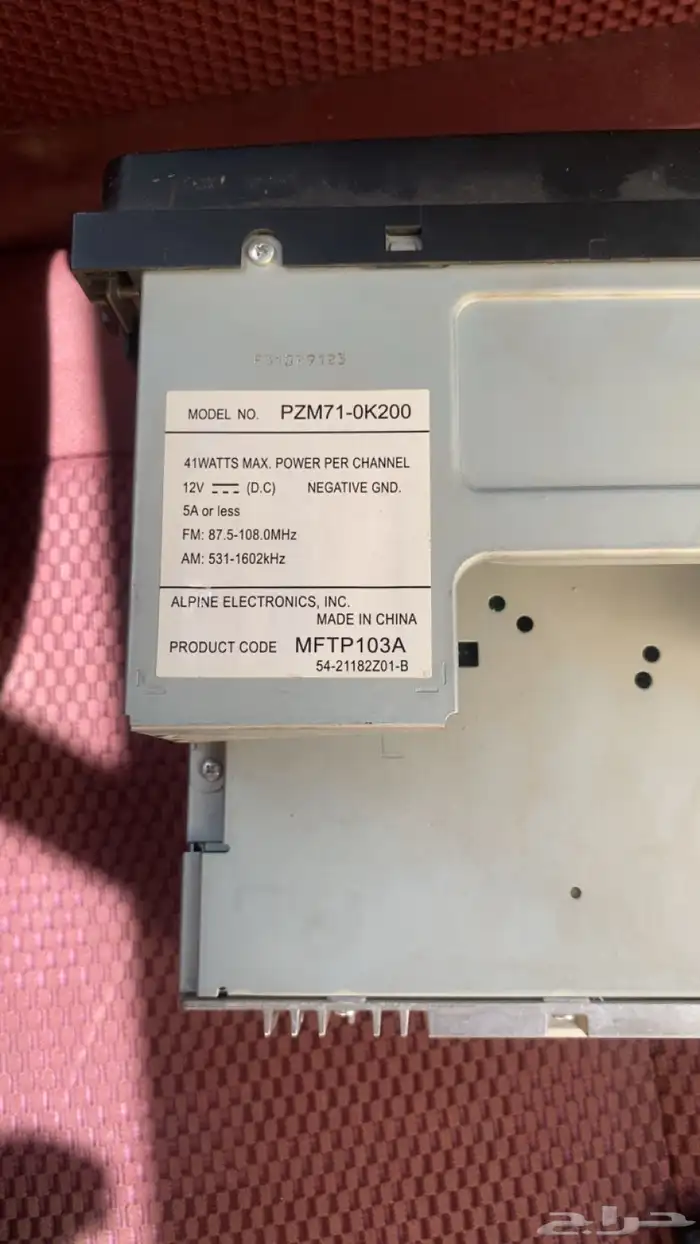 MODEL NO. PZM71-0K200
41WATTS MAX. POWER PER CHANNEL
12V (D.C) NEGATIVE GND.
5A or less
FM: 87.5-108.0MHz
AM: 531-1602kHz
ALPINE ELECTRONICS, INC.
MADE IN CHINA
PRODUCT CODE MFTP103A
54-21182Z01-B
حراج